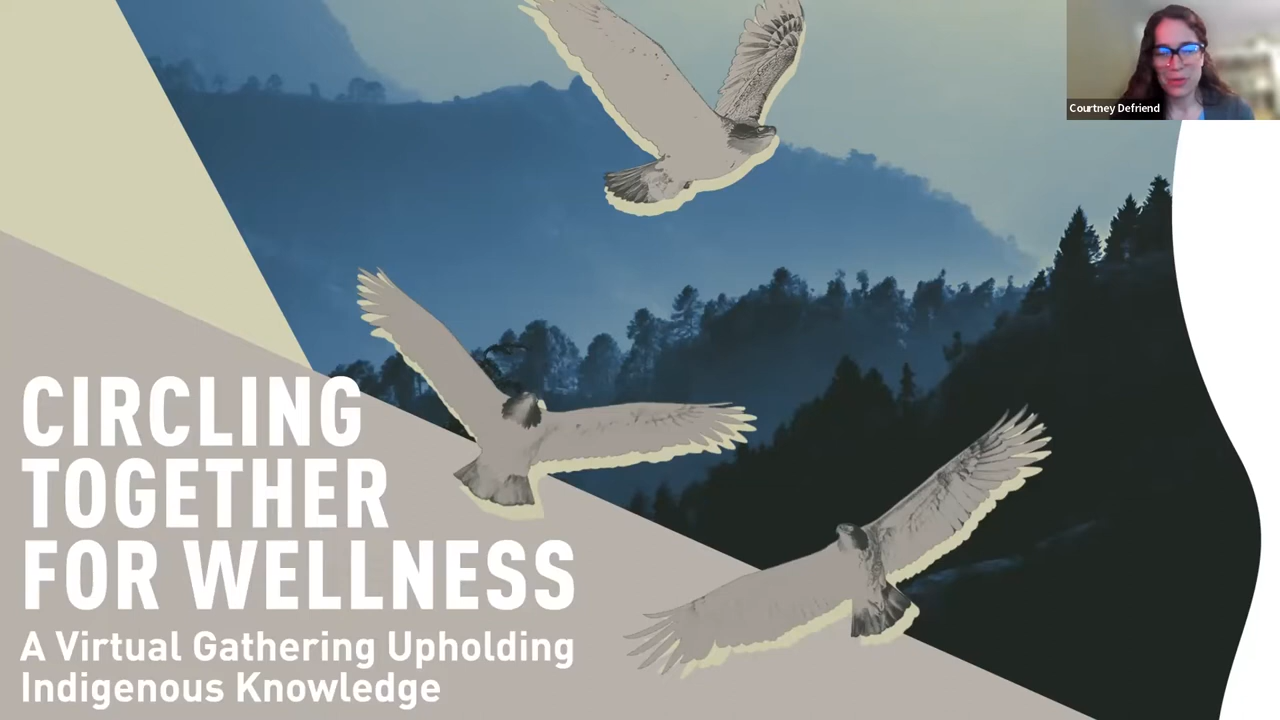 Courtney Defriend
CIRCLING
TOGETHER
FOR WELLNESS
A Virtual Gathering Upholding
Indigenous Knowledge